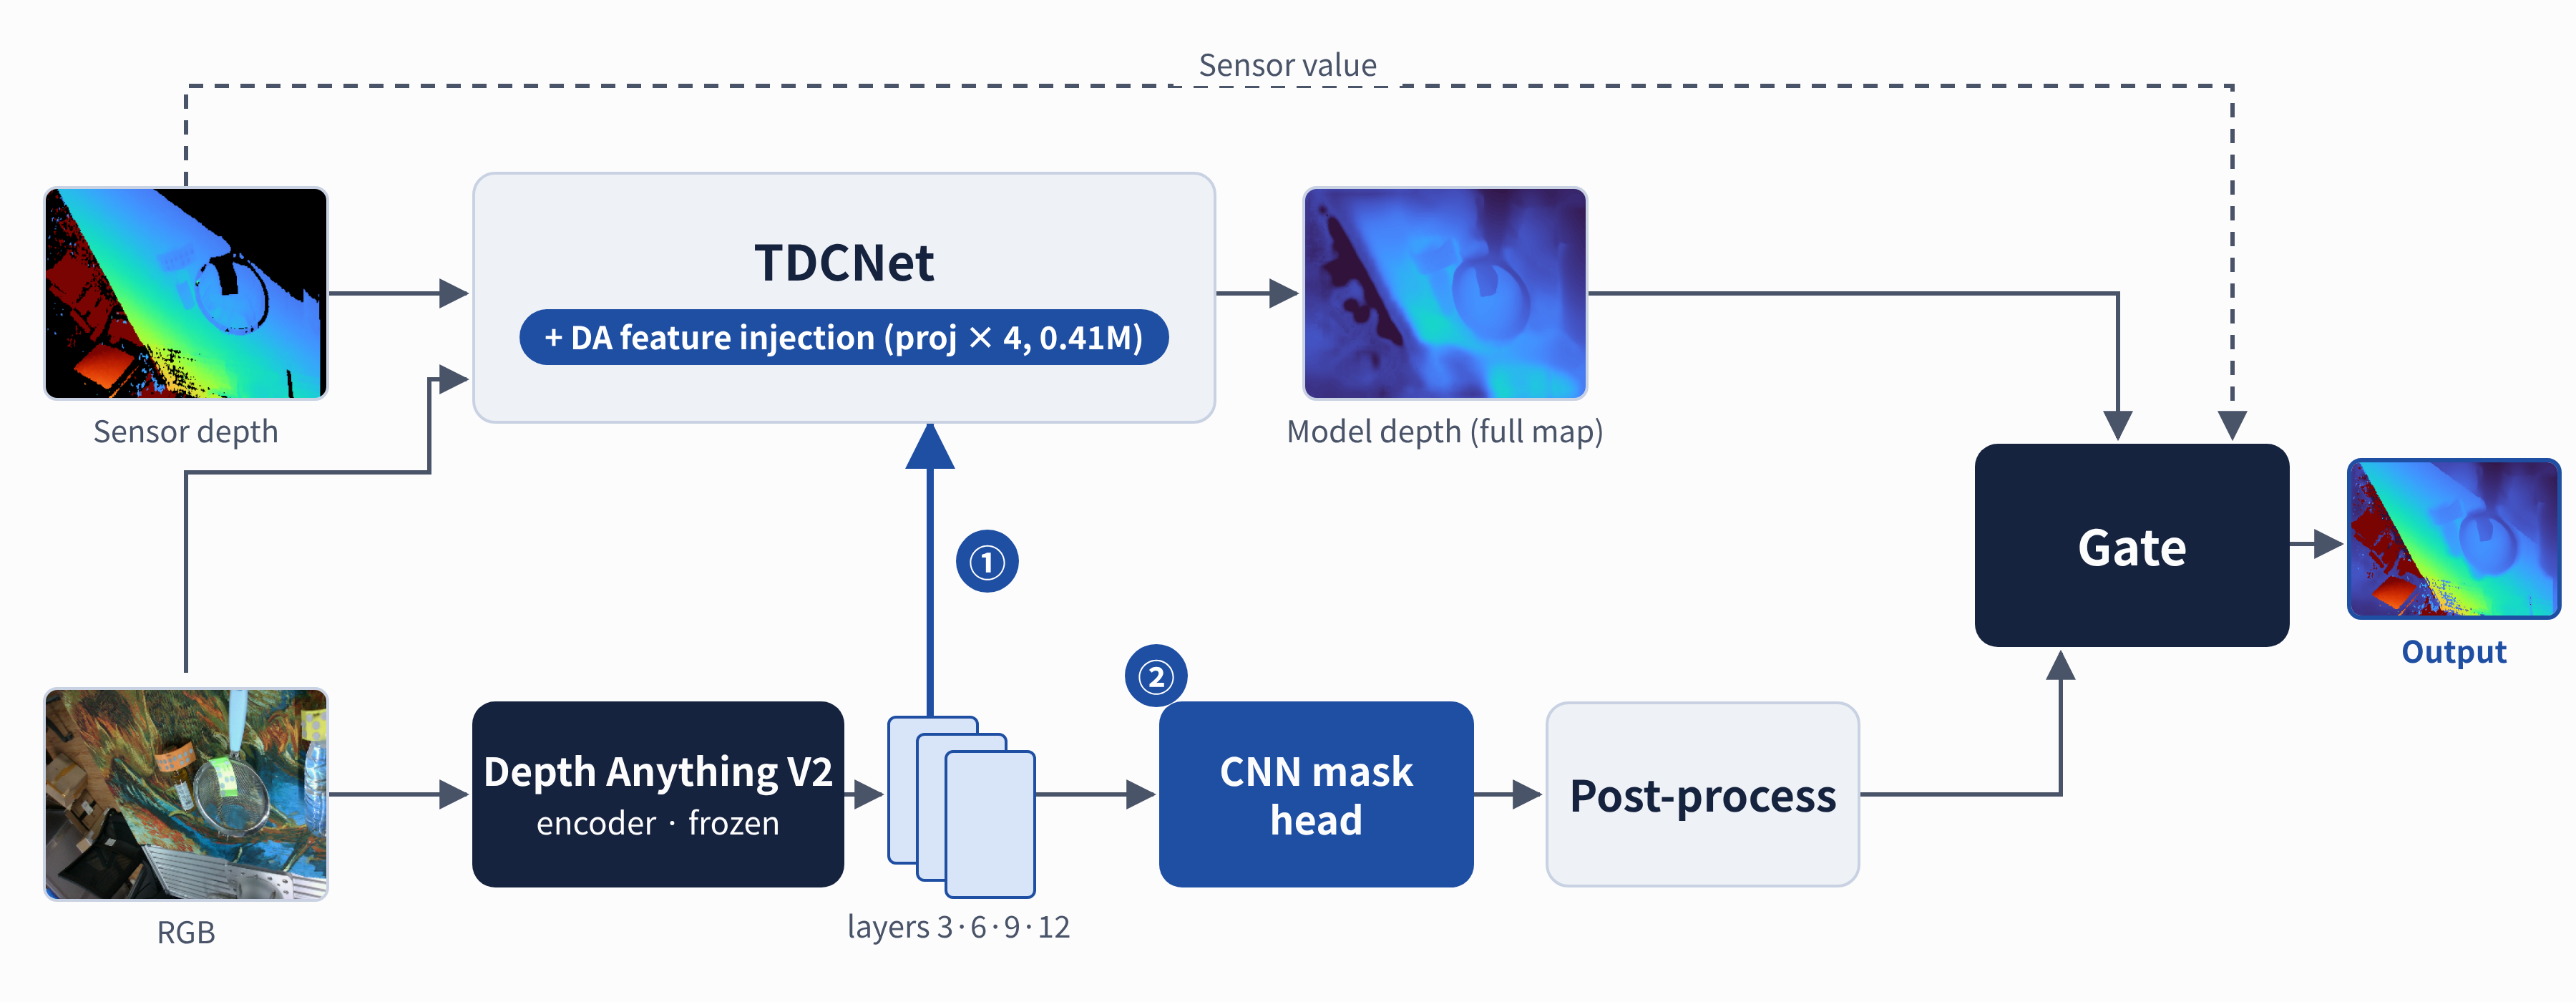 Sensor value
TDCNet
+ DA feature injection (proj × 4, 0.41M)
Sensor depth
Model depth (full map)
①
Gate
Output
②
Depth Anything V2
encoder · frozen
CNN mask
head
Post-process
layers 3·6·9·12
RGB